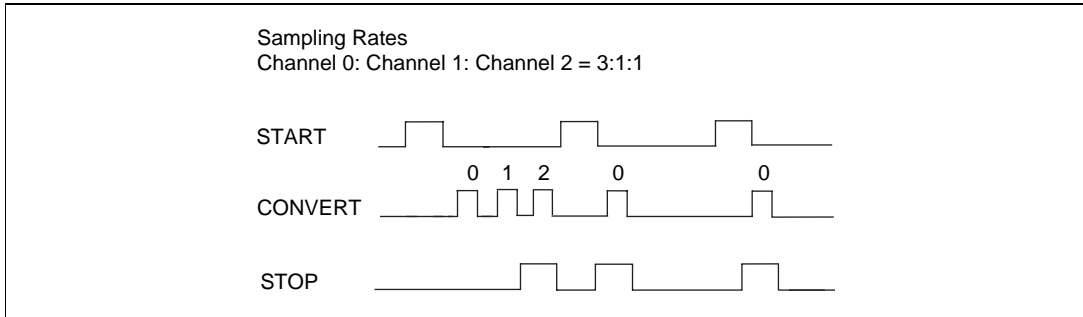 Sampling Rates
Channel 0: Channel 1: Channel 2 = 3:1:1
START
0 1 2 0 0
CONVERT
STOP